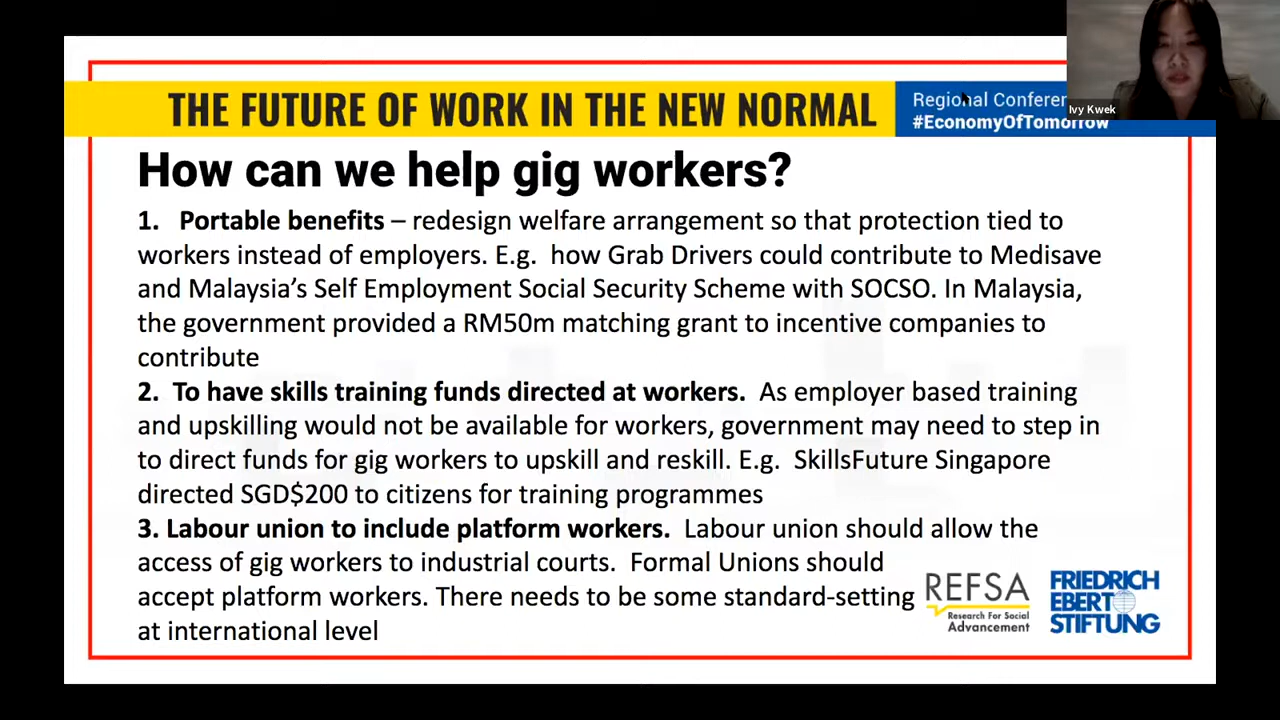 THE FUTURE OF WORK IN THE NEW NORMAL
Regional
#EconomyOfTomorrow
Ivy Kwek
How can we help gig workers?
1. Portable benefits – redesign welfare arrangement so that protection tied to
workers instead of employers. E.g. how Grab Drivers could contribute to Medisave
and Malaysia’s Self Employment Social Security Scheme with SOCSO. In Malaysia,
the government provided a RM50m matching grant to incentive companies to
contribute
2. To have skills training funds directed at workers. As employer based training
and upskilling would not be available for workers, government may need to step in
to direct funds for gig workers to upskill and reskill. E.g. SkillsFuture Singapore
directed SGD$200 to citizens for training programmes
3. Labour union to include platform workers. Labour union should allow the
access of gig workers to industrial courts. Formal Unions should
accept platform workers. There needs to be some standard-setting
at international level
REFSA
Research For Social
Advancement
FRIEDRICH
EBERT
STIFTUNG